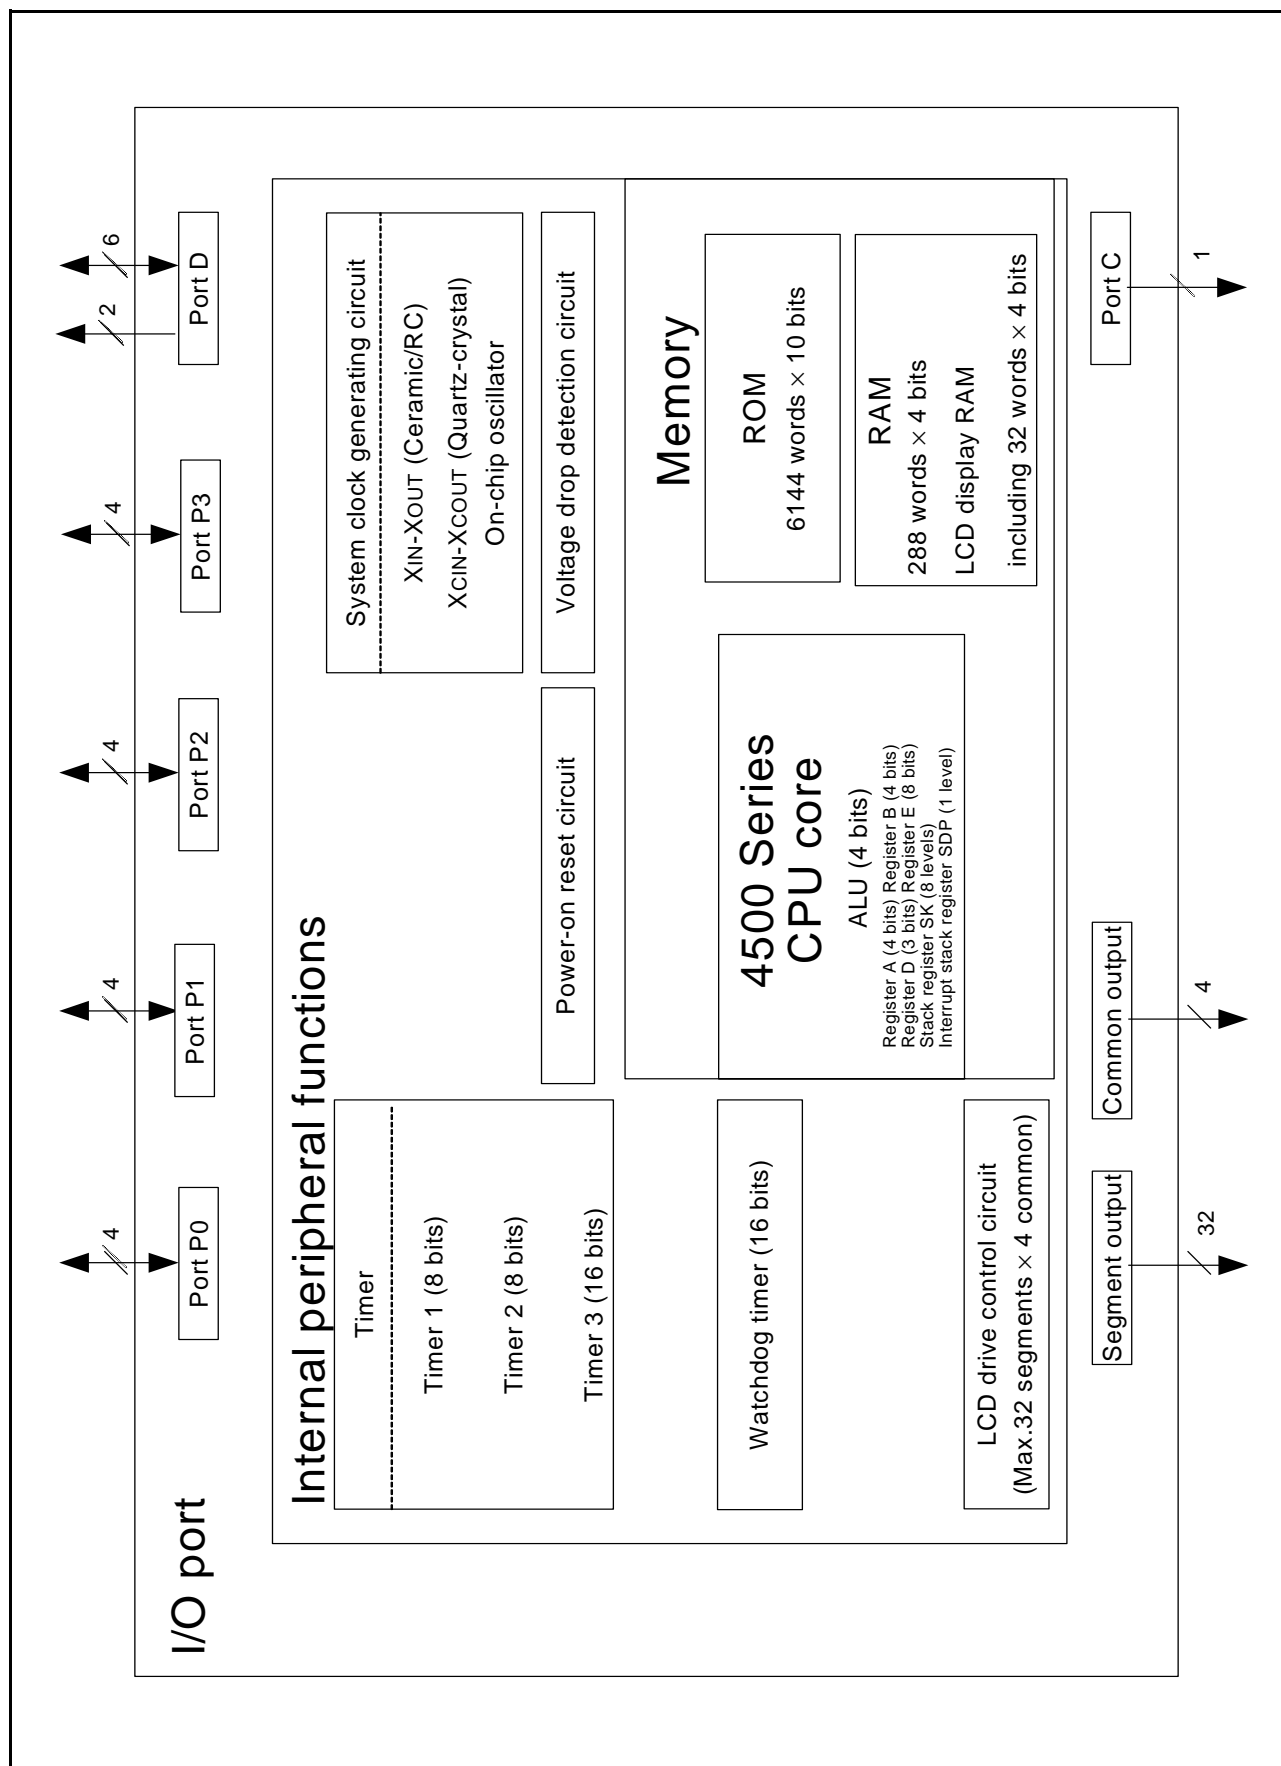 I/O port
4
4
4
4
2
6
Port P0
Port P1
Port P2
Port P3
Port D
Internal peripheral functions
Timer
Timer 1 (8 bits)
Timer 2 (8 bits)
Timer 3 (16 bits)
System clock generating circuit
XIN-XOUT (Ceramic/RC)
XCIN-XCOUT (Quartz-crystal)
On-chip oscillator
Power-on reset circuit
Voltage drop detection circuit
Watchdog timer (16 bits)
LCD drive control circuit
(Max.32 segments × 4 common)
4500 Series
CPU core
ALU (4 bits)
Register A (4 bits) Register B (4 bits)
Register D (3 bits) Register E (8 bits)
Stack register SK (8 levels)
Interrupt stack register SDP (1 level)
Memory
ROM
6144 words × 10 bits
RAM
288 words × 4 bits
LCD display RAM
including 32 words × 4 bits
Segment output
Common output
Port C
32
4
1